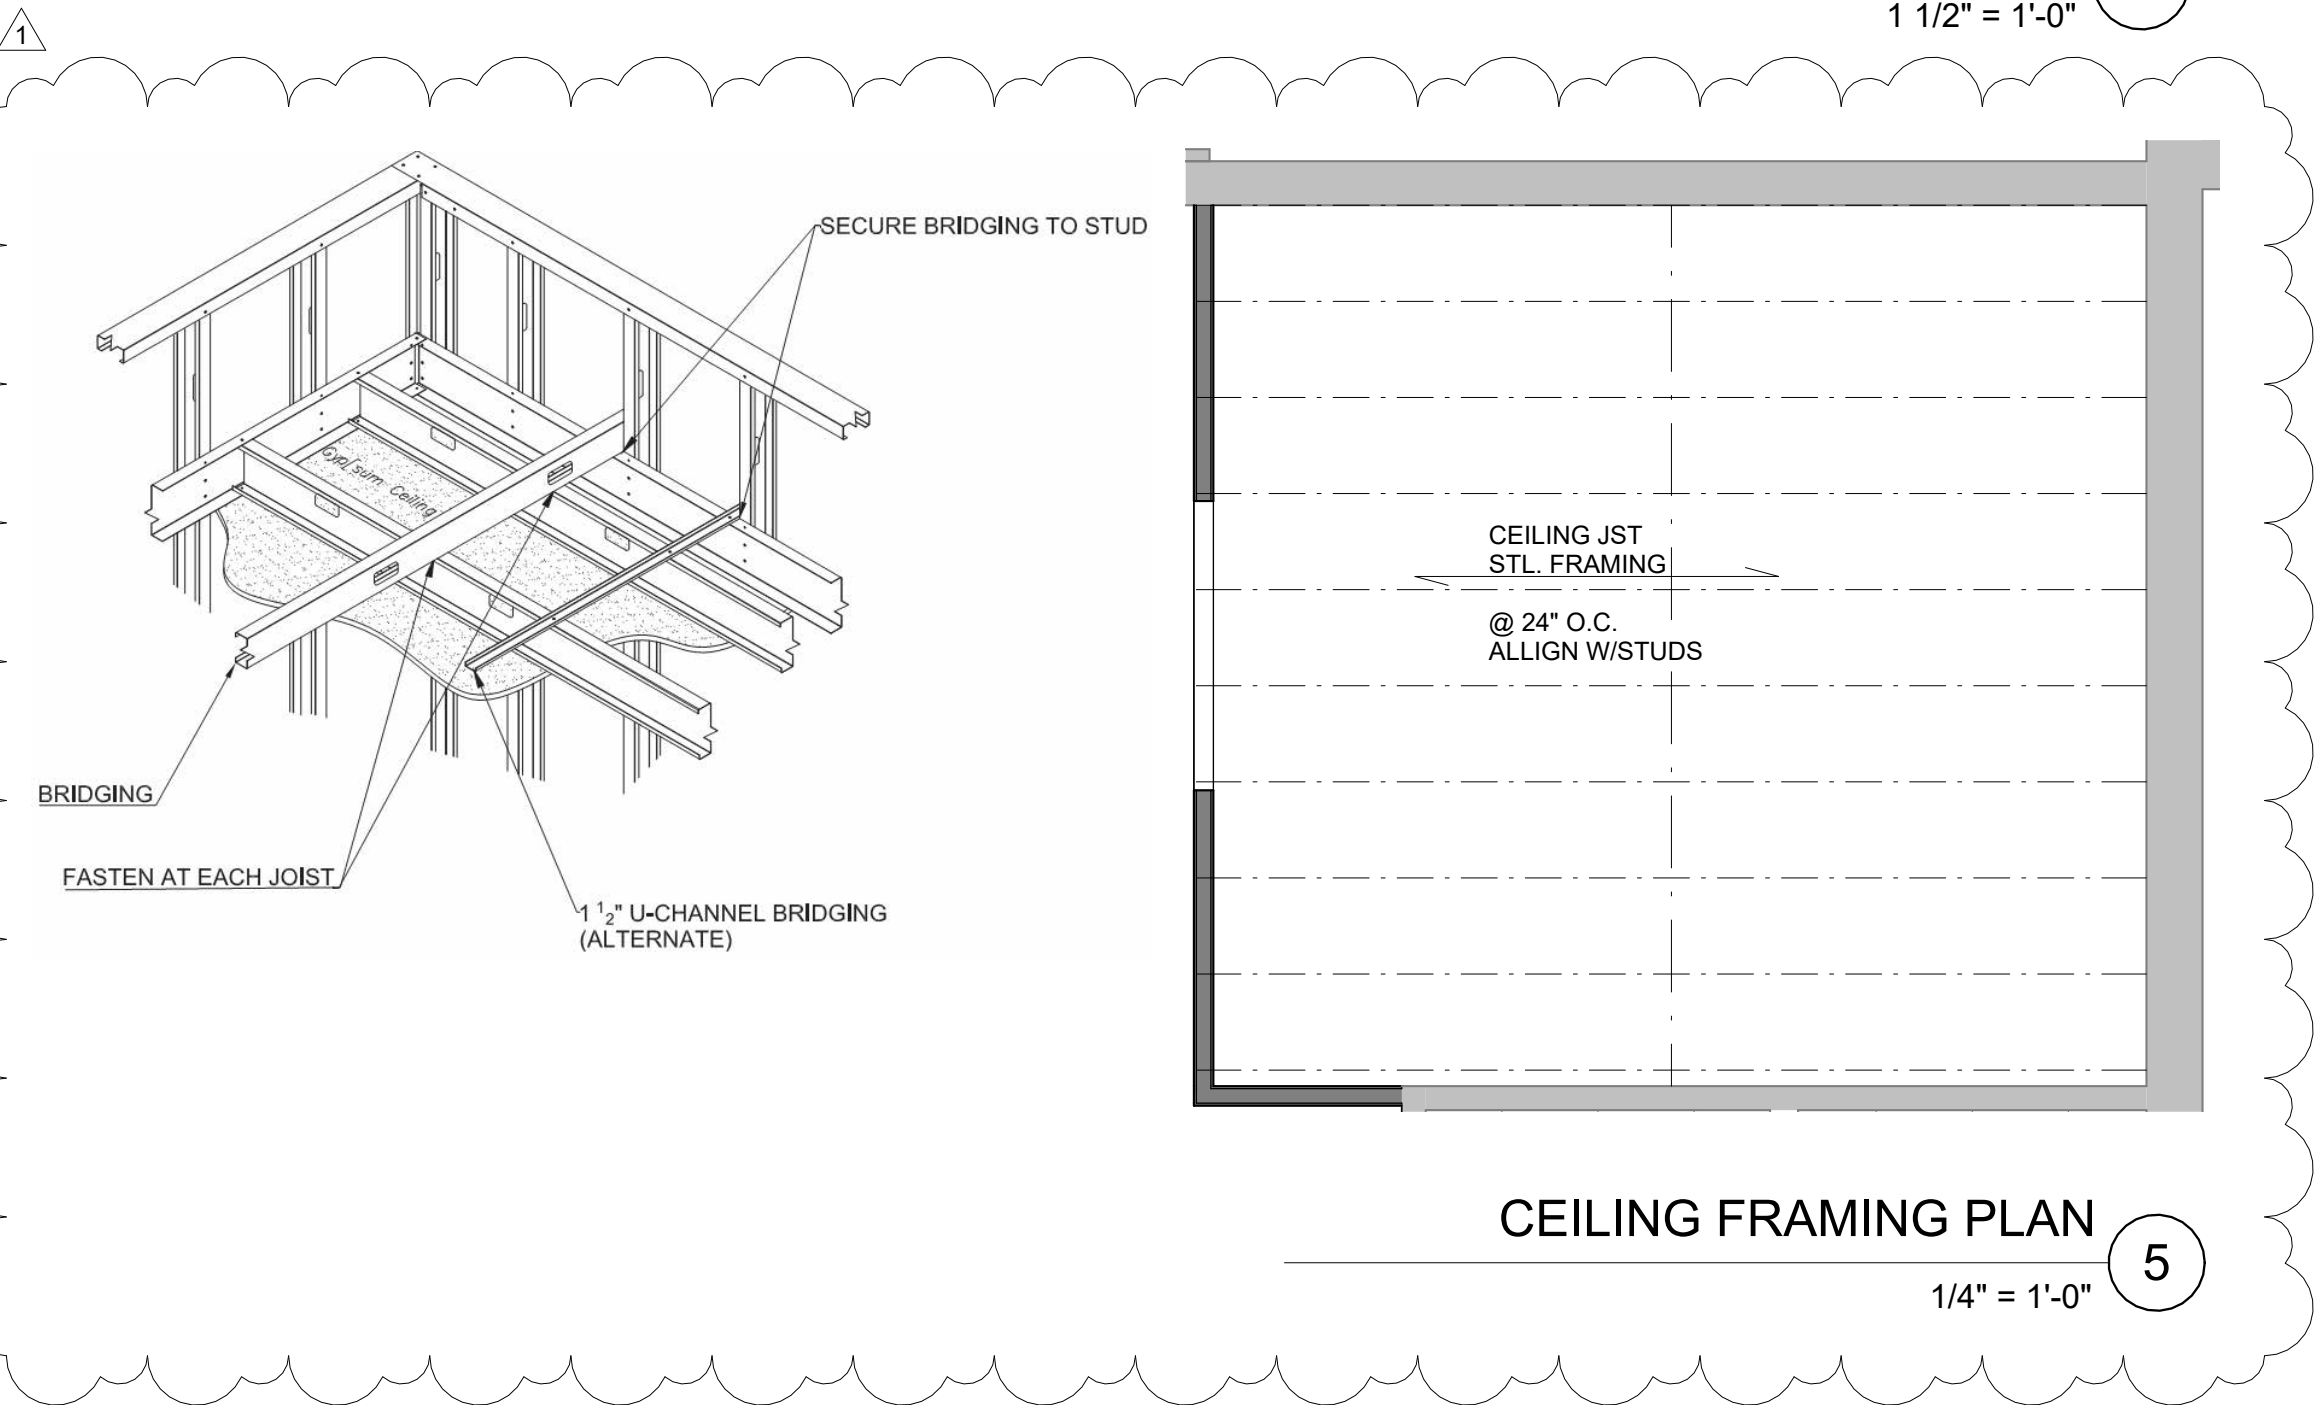 1
1 1/2" = 1'-0"
SECURE BRIDGING TO STUD
Gypsum Ceiling
BRIDGING
FASTEN AT EACH JOIST
1 1/2" U-CHANNEL BRIDGING
(ALTERNATE)
CEILING JST
STL. FRAMING
@ 24" O.C.
ALLIGN W/STUDS
CEILING FRAMING PLAN
5
1/4" = 1'-0"